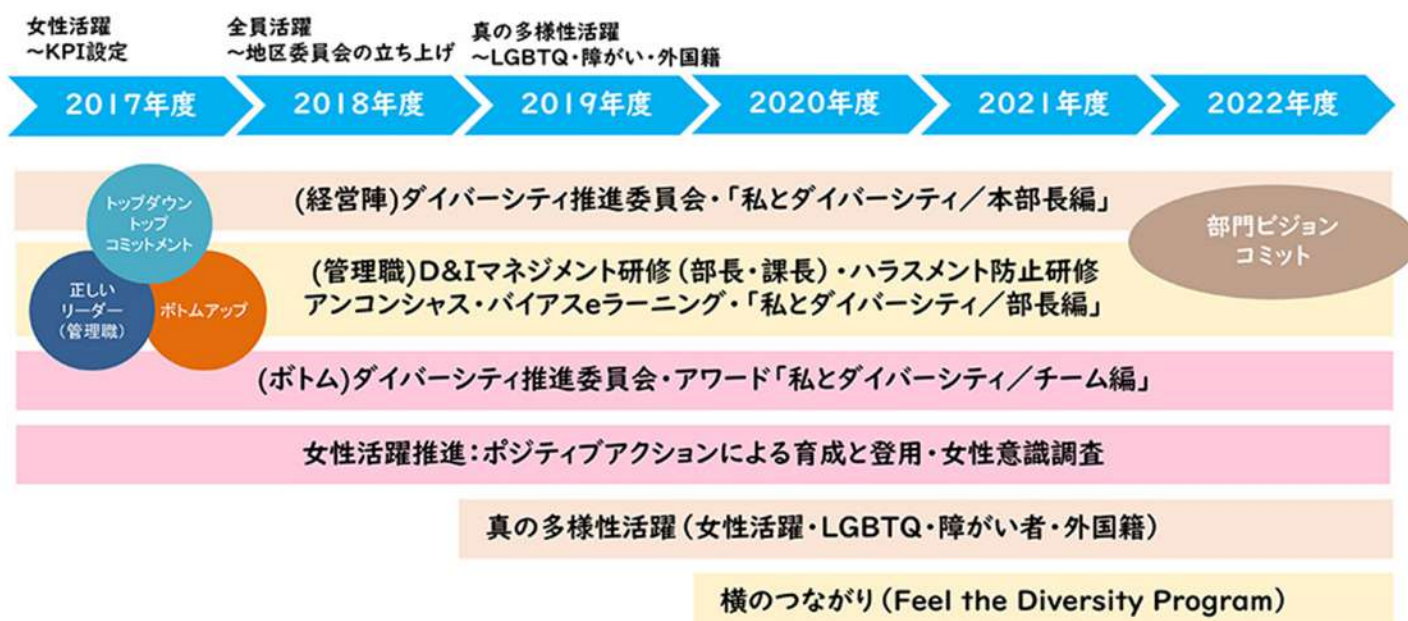 女性活躍
～KPI設定
全員活躍
～地区委員会の立ち上げ
真の多様性活躍
～LGBTQ・障がい・外国籍
2017年度
2018年度
2019年度
2020年度
2021年度
2022年度
トップダウン
トップ
コミットメント
正しい
リーダー
(管理職)
ボトムアップ
(経営陣)ダイバーシティ推進委員会・「私とダイバーシティ／本部長編」
(管理職)D&Iマネジメント研修(部長・課長)・ハラスメント防止研修
アンコンシャス・バイアスeラーニング・「私とダイバーシティ／部長編」
部門ビジョン
コミット
(ボトム)ダイバーシティ推進委員会・アワード「私とダイバーシティ／チーム編」
女性活躍推進：ポジティブアクションによる育成と登用・女性意識調査
真の多様性活躍(女性活躍・LGBTQ・障がい者・外国籍)
横のつながり(Feel the Diversity Program)